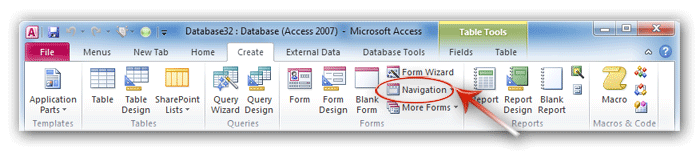 Database32 : Database (Access 2007) - Microsoft Access
Table Tools
File Menus New Tab Home Create External Data Database Tools Fields Table
Application Parts
Table
Table Design
SharePoint Lists
Query Wizard
Query Design
Form
Form Design
Blank Form
Form Wizard
Navigation
More Forms
Report
Report Design
Blank Report
Macro
Templates Tables Queries Forms Reports Macros & Code